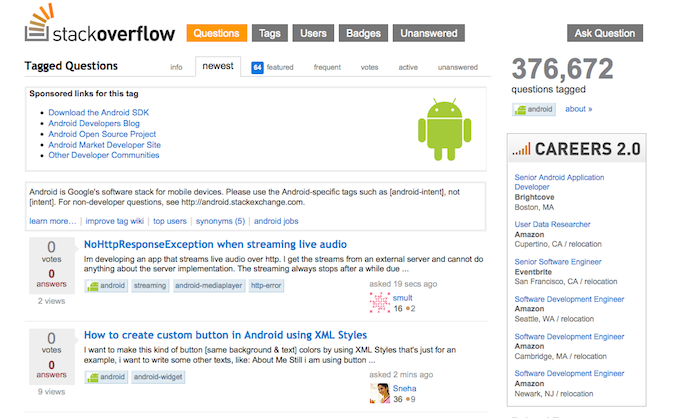 stackoverflow
Questions Tags Users Badges Unanswered Ask Question
Tagged Questions info newest 64 featured frequent votes active unanswered
Sponsored links for this tag
Download the Android SDK
Android Developers Blog
Android Open Source Project
Android Market Developer Site
Other Developer Communities
Android is Google's software stack for mobile devices. Please use the Android-specific tags such as [android-intent], not
[intent]. For non-developer questions, see http://android.stackexchange.com.
learn more… | improve tag wiki | top users | synonyms (5) | android jobs
0
votes
0
answers
2 views
NoHttpResponseException when streaming live audio
Im developing an app that streams live audio over http. I get the streams from an external server and cannot do
anything about the server implementation. The streaming always stops after a while due ...
android streaming android-mediaplayer http-error
asked 19 secs ago
smult
16 ●2
0
votes
0
answers
9 views
How to create custom button in Android using XML Styles
I want to make this kind of button [same background & text] colors by using XML Styles that's just for an
example, i want to write some other texts, like: About Me Still i am using button ...
android android-widget
asked 2 mins ago
Sneha
36 ●9
376,672
questions tagged
android about »
CAREERS 2.0
Senior Android Application
Developer
Brightcove
Boston, MA
User Data Researcher
Amazon
Cupertino, CA / relocation
Senior Software Engineer
Eventbrite
San Francisco, CA / relocation
Software Development Engineer
Amazon
Seattle, WA / relocation
Software Development Engineer
Amazon
Cambridge, MA / relocation
Software Development Engineer
Amazon
Newark, NJ / relocation